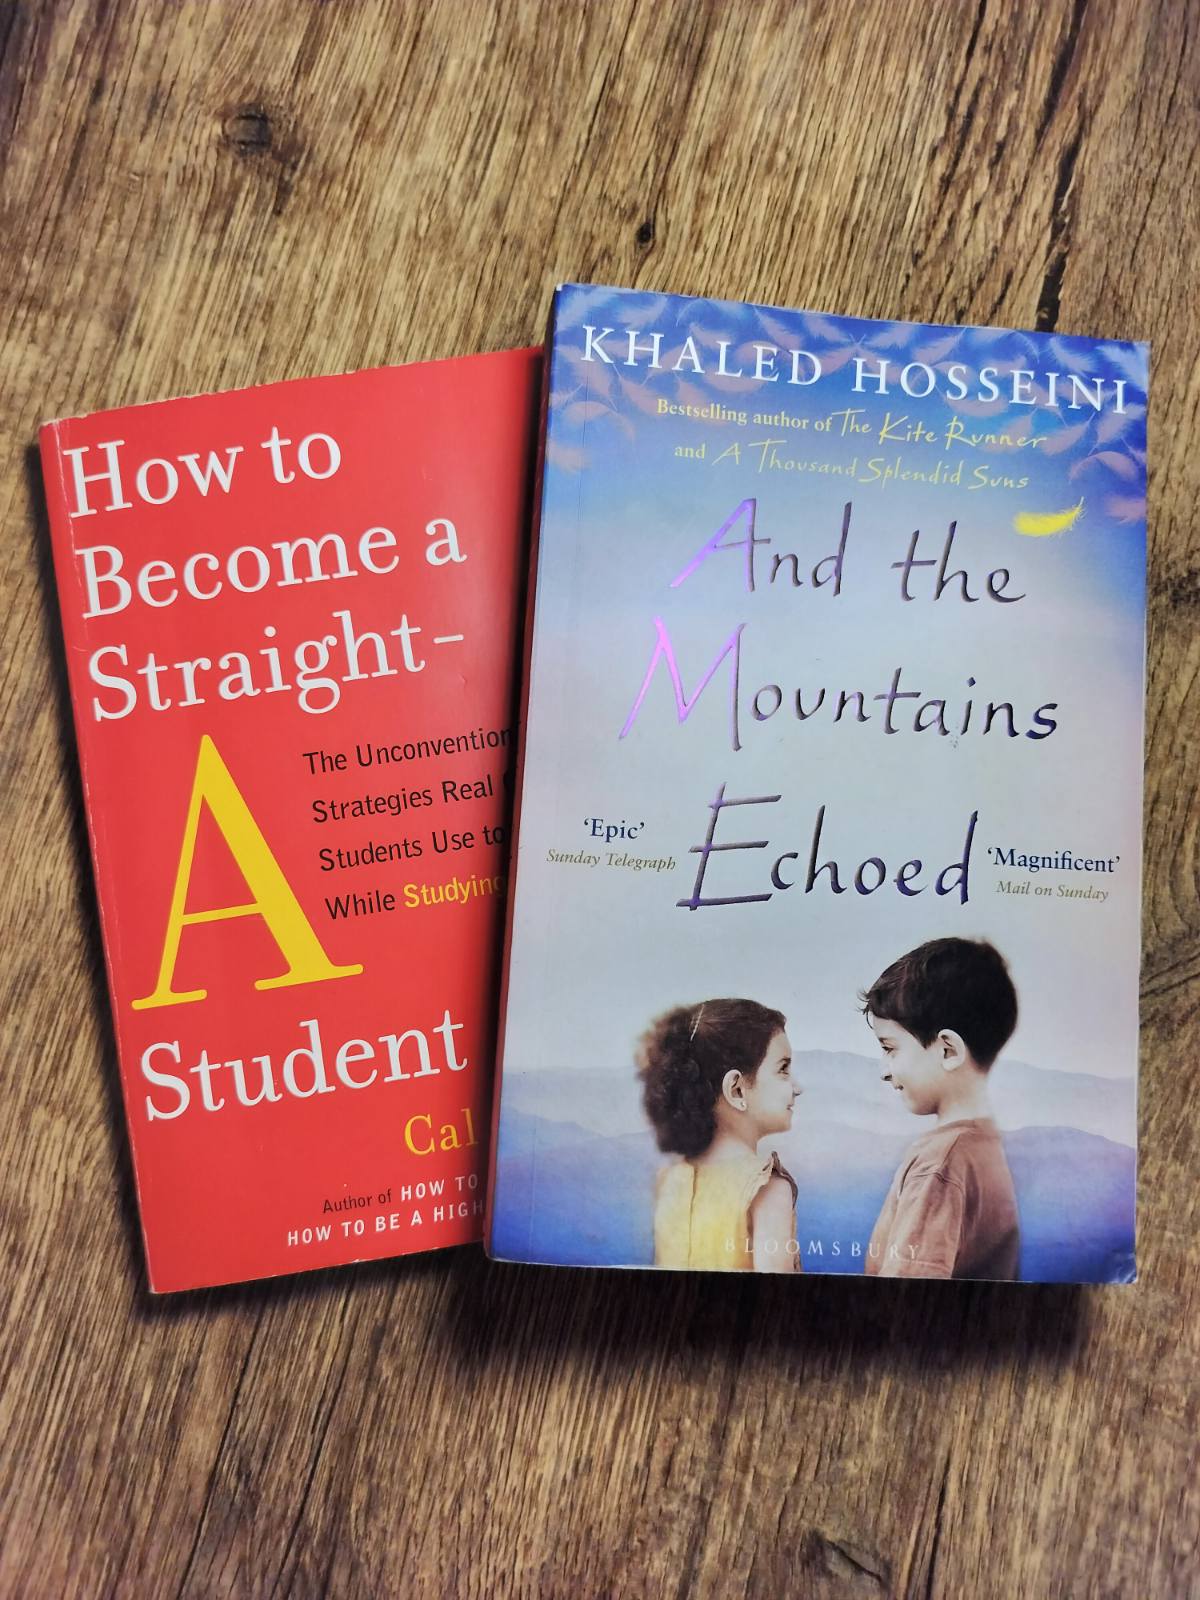 How to
Become a
Straight-
A
The Unconvention
Strategies Real
Students Use to
While Studying
Student
Cal
Author of HOW TO
HOW TO BE A HIGH
KHALED HOSSEINI
Bestselling author of The Kite Runner
and A Thousand Splendid Suns
And the
Mountains
Echoed
'Epic'
Sunday Telegraph
'Magnificent'
Mail on Sunday
BLOOMSBURY